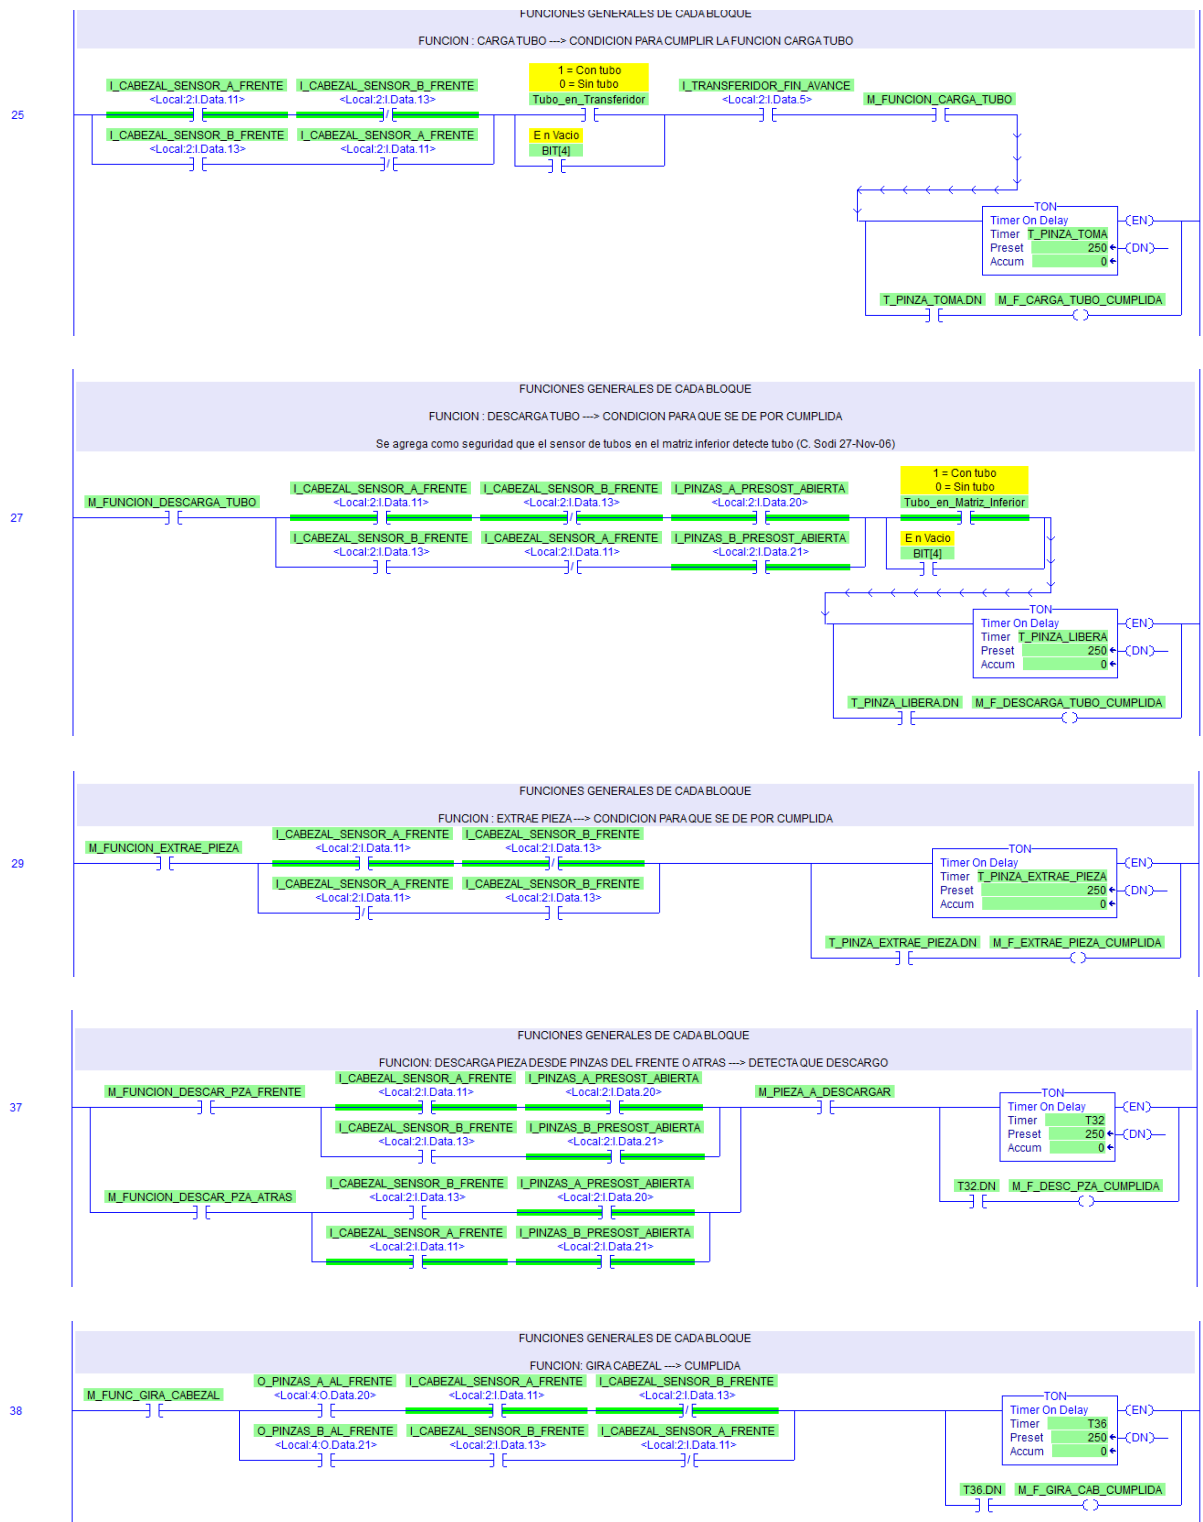 FUNCIONES GENERALES DE CADA BLOQUE
FUNCION : CARGA TUBO ---> CONDICION PARA CUMPLIR LA FUNCION CARGA TUBO
25
I_CABEZAL_SENSOR_A_FRENTE
<Local:2:I.Data.11>
I_CABEZAL_SENSOR_B_FRENTE
<Local:2:I.Data.13>
1 = Con tubo
0 = Sin tubo
Tubo_en_Transferidor
I_TRANSFERIDOR_FIN_AVANCE
<Local:2:I.Data.5>
M_FUNCION_CARGA_TUBO
I_CABEZAL_SENSOR_B_FRENTE
<Local:2:I.Data.13>
I_CABEZAL_SENSOR_A_FRENTE
<Local:2:I.Data.11>
E n Vacio
BIT[4]
TON
Timer On Delay
Timer T_PINZA_TOMA
Preset 250
Accum 0
(EN)
(DN)
T_PINZA_TOMA.DN
M_F_CARGA_TUBO_CUMPLIDA
FUNCIONES GENERALES DE CADA BLOQUE
FUNCION : DESCARGA TUBO ---> CONDICION PARA QUE SE DE POR CUMPLIDA
Se agrega como seguridad que el sensor de tubos en el matriz inferior detecte tubo (C. Sodi 27-Nov-06)
27
M_FUNCION_DESCARGA_TUBO
I_CABEZAL_SENSOR_A_FRENTE
<Local:2:I.Data.11>
I_CABEZAL_SENSOR_B_FRENTE
<Local:2:I.Data.13>
I_PINZAS_A_PRESOST_ABIERTA
<Local:2:I.Data.20>
1 = Con tubo
0 = Sin tubo
Tubo_en_Matriz_Inferior
I_CABEZAL_SENSOR_B_FRENTE
<Local:2:I.Data.13>
I_CABEZAL_SENSOR_A_FRENTE
<Local:2:I.Data.11>
I_PINZAS_B_PRESOST_ABIERTA
<Local:2:I.Data.21>
E n Vacio
BIT[4]
TON
Timer On Delay
Timer T_PINZA_LIBERA
Preset 250
Accum 0
(EN)
(DN)
T_PINZA_LIBERA.DN
M_F_DESCARGA_TUBO_CUMPLIDA
FUNCIONES GENERALES DE CADA BLOQUE
FUNCION : EXTRAE PIEZA ---> CONDICION PARA QUE SE DE POR CUMPLIDA
29
M_FUNCION_EXTRAE_PIEZA
I_CABEZAL_SENSOR_A_FRENTE
<Local:2:I.Data.11>
I_CABEZAL_SENSOR_B_FRENTE
<Local:2:I.Data.13>
I_CABEZAL_SENSOR_A_FRENTE
<Local:2:I.Data.11>
I_CABEZAL_SENSOR_B_FRENTE
<Local:2:I.Data.13>
TON
Timer On Delay
Timer T_PINZA_EXTRAE_PIEZA
Preset 250
Accum 0
(EN)
(DN)
T_PINZA_EXTRAE_PIEZA.DN
M_F_EXTRAE_PIEZA_CUMPLIDA
FUNCIONES GENERALES DE CADA BLOQUE
FUNCION: DESCARGA PIEZA DESDE PINZAS DEL FRENTE O ATRAS ---> DETECTA QUE DESCARGO
37
M_FUNCION_DESCAR_PZA_FRENTE
I_CABEZAL_SENSOR_A_FRENTE
<Local:2:I.Data.11>
I_PINZAS_A_PRESOST_ABIERTA
<Local:2:I.Data.20>
M_PIEZA_A_DESCARGAR
I_CABEZAL_SENSOR_B_FRENTE
<Local:2:I.Data.13>
I_PINZAS_B_PRESOST_ABIERTA
<Local:2:I.Data.21>
M_FUNCION_DESCAR_PZA_ATRAS
I_CABEZAL_SENSOR_B_FRENTE
<Local:2:I.Data.13>
I_PINZAS_A_PRESOST_ABIERTA
<Local:2:I.Data.20>
I_CABEZAL_SENSOR_A_FRENTE
<Local:2:I.Data.11>
I_PINZAS_B_PRESOST_ABIERTA
<Local:2:I.Data.21>
TON
Timer On Delay
Timer T32
Preset 250
Accum 0
(EN)
(DN)
T32.DN
M_F_DESC_PZA_CUMPLIDA
FUNCIONES GENERALES DE CADA BLOQUE
FUNCION: GIRA CABEZAL ---> CUMPLIDA
38
M_FUNC_GIRA_CABEZAL
O_PINZAS_A_AL_FRENTE
<Local:4:O.Data.20>
I_CABEZAL_SENSOR_A_FRENTE
<Local:2:I.Data.11>
I_CABEZAL_SENSOR_B_FRENTE
<Local:2:I.Data.13>
O_PINZAS_B_AL_FRENTE
<Local:4:O.Data.21>
I_CABEZAL_SENSOR_B_FRENTE
<Local:2:I.Data.13>
I_CABEZAL_SENSOR_A_FRENTE
<Local:2:I.Data.11>
TON
Timer On Delay
Timer T36
Preset 250
Accum 0
(EN)
(DN)
T36.DN
M_F_GIRA_CAB_CUMPLIDA